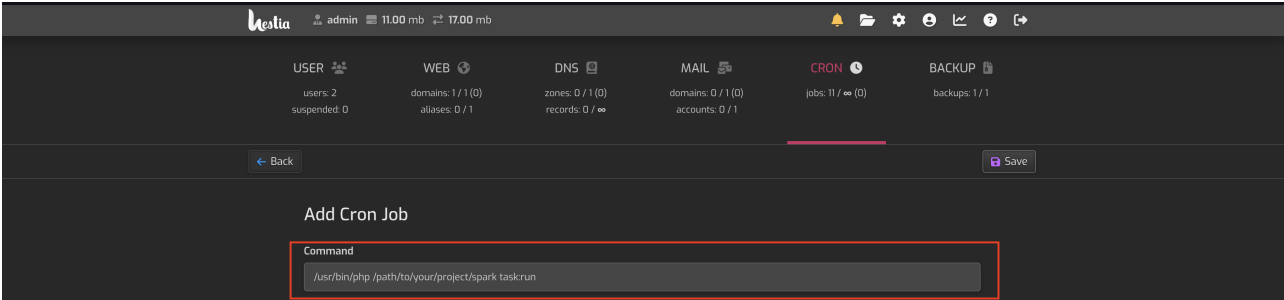 hestia admin 11.00 mb 17.00 mb
USER WEB DNS MAIL CRON BACKUP
users: 2 domains: 1 / 1 (0) zones: 0 / 1 (0) domains: 0 / 1 (0) jobs: 11 / ∞ (0) backups: 1 / 1
suspended: 0 aliases: 0 / 1 records: 0 / ∞ accounts: 0 / 1
← Back Save
Add Cron Job
Command
/usr/bin/php /path/to/your/project/spark task:run